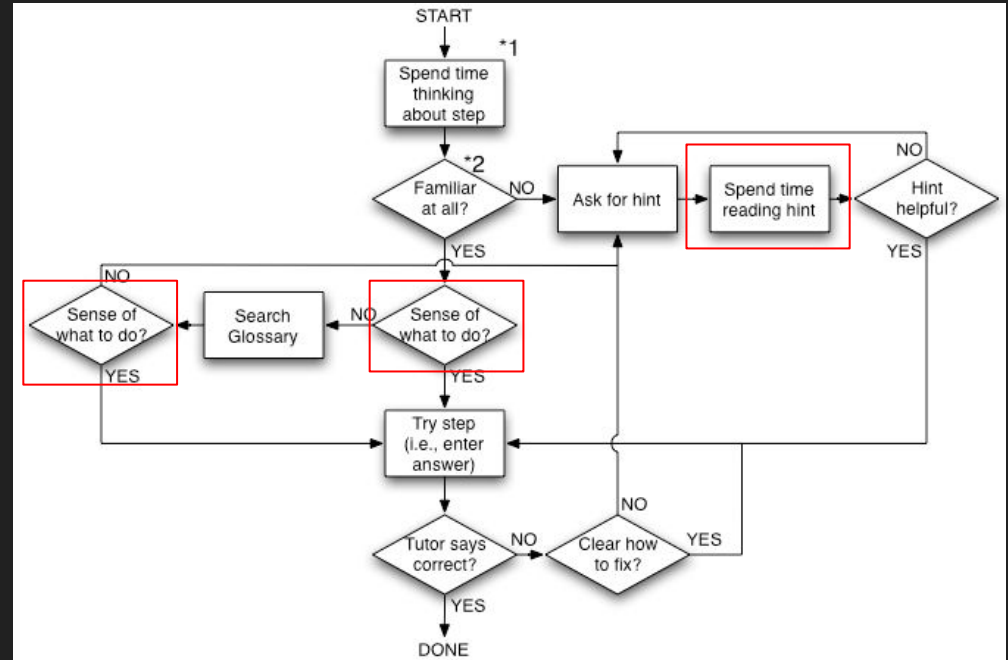 START
*1
Spend time
thinking
about step
*2
Familiar
at all?
NO
YES
Ask for hint
Spend time
reading hint
NO
Hint
helpful?
YES
NO
Sense of
what to do?
YES
Search
Glossary
NO
Sense of
what to do?
YES
Try step
(i.e., enter
answer)
Tutor says
correct?
NO
YES
NO
Clear how
to fix?
YES
DONE